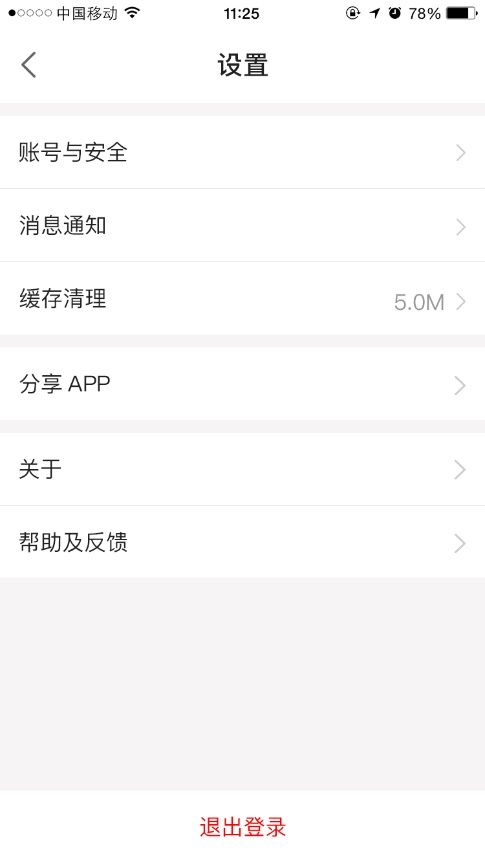 中国移动 11:25 78%
设置
账号与安全
消息通知
缓存清理 5.0M
分享 APP
关于
帮助及反馈
退出登录